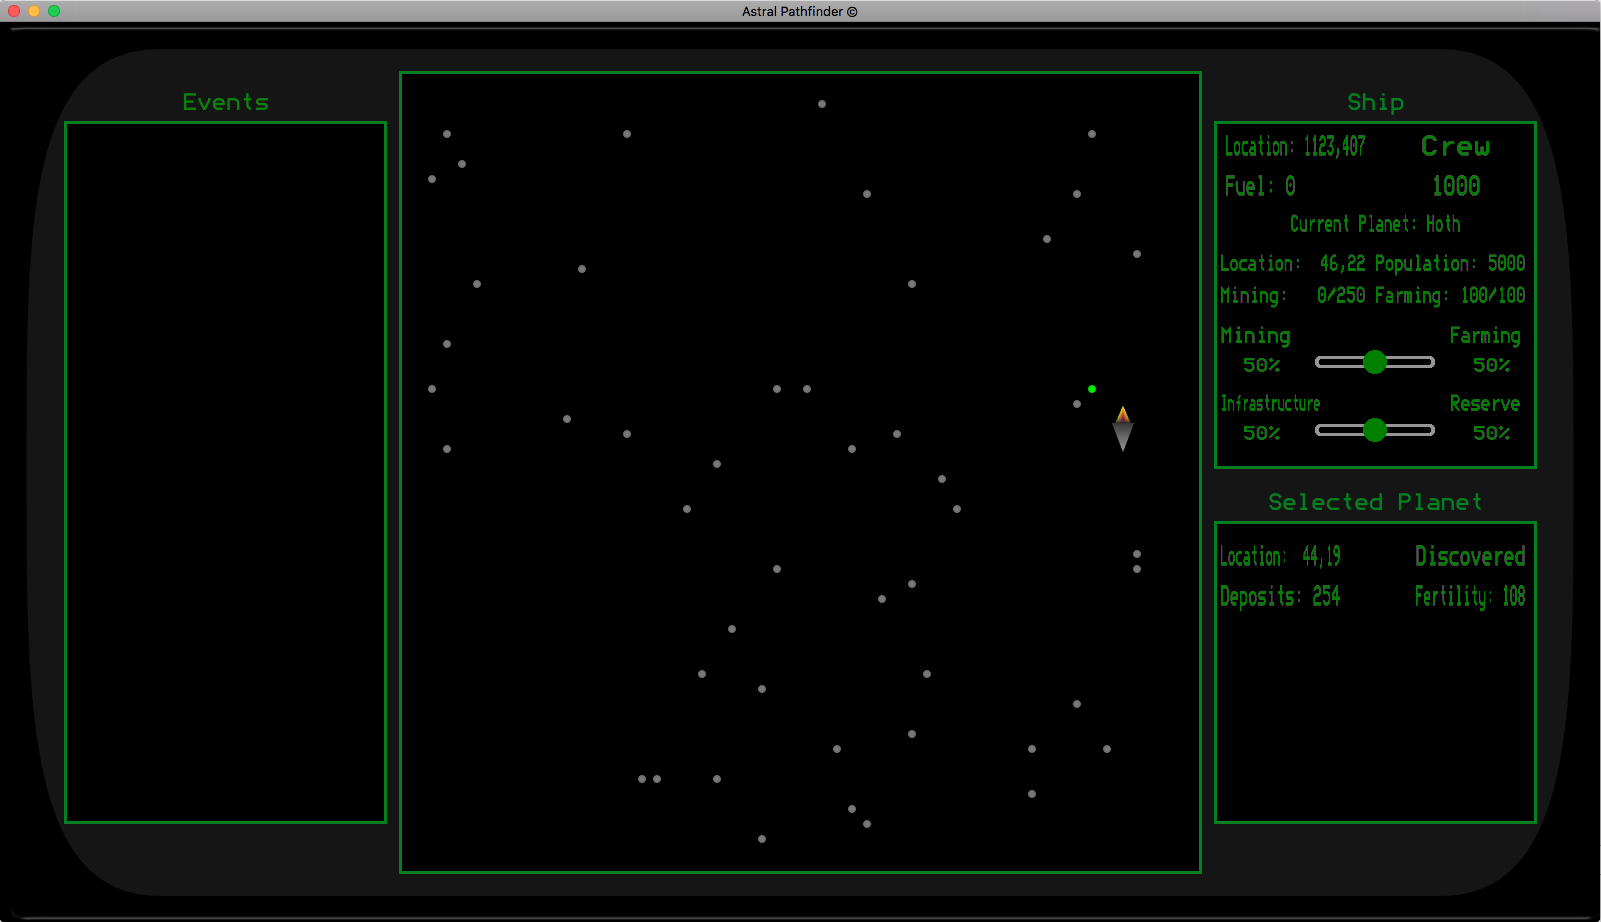 Astral Pathfinder ©
Events
Ship
Location: 1123,407 Crew
Fuel: 0 1000
Current Planet: Hoth
Location: 46,22 Population: 5000
Mining: 0/250 Farming: 100/100
Mining Farming
50% 50%
Infrastructure Reserve
50% 50%
Selected Planet
Location: 44,19 Discovered
Deposits: 254 Fertility: 108